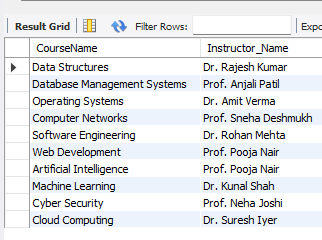 Result Grid Filter Rows: Expo
CourseName Instructor_Name
Data Structures Dr. Rajesh Kumar
Database Management Systems Prof. Anjali Patil
Operating Systems Dr. Amit Verma
Computer Networks Prof. Sneha Deshmukh
Software Engineering Dr. Rohan Mehta
Web Development Prof. Pooja Nair
Artificial Intelligence Prof. Pooja Nair
Machine Learning Dr. Kunal Shah
Cyber Security Prof. Neha Joshi
Cloud Computing Dr. Suresh Iyer